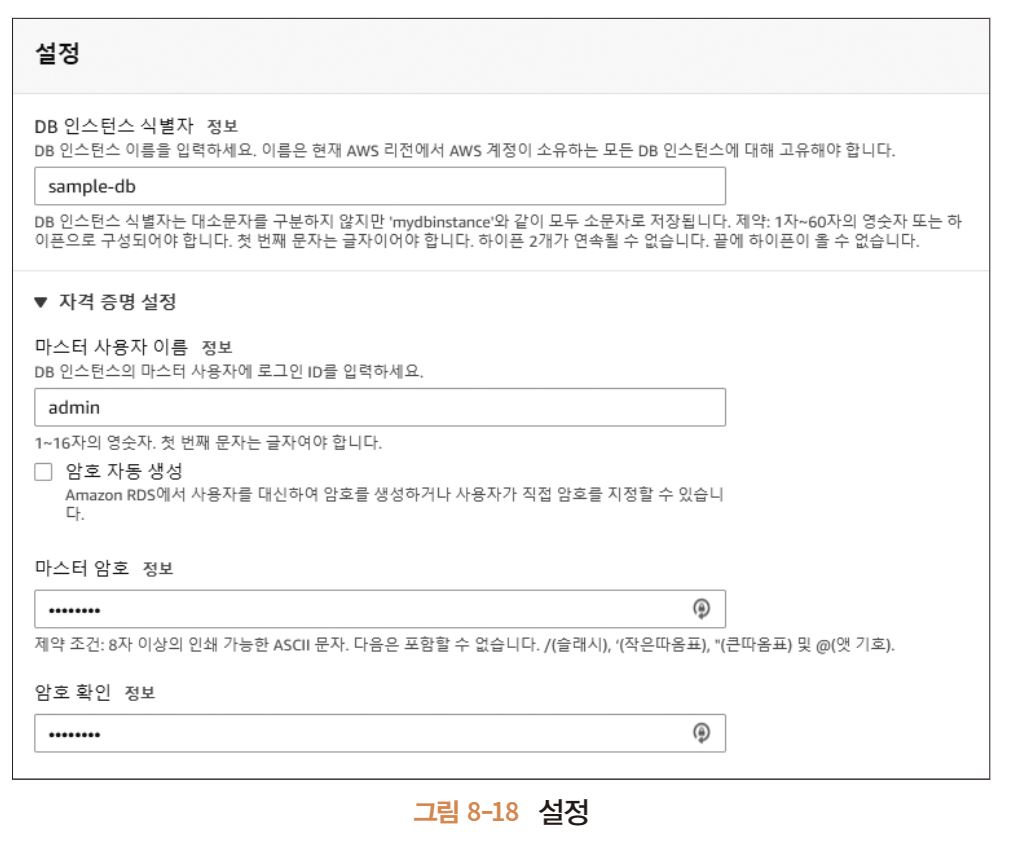 설정
DB 인스턴스 식별자 정보
DB 인스턴스 이름을 입력하세요. 이름은 현재 AWS 리전에서 AWS 계정이 소유하는 모든 DB 인스턴스에 대해 고유해야 합니다.
sample-db
DB 인스턴스 식별자는 대소문자를 구분하지 않지만 'mydbinstance'와 같이 모두 소문자로 저장됩니다. 제약: 1자~60자의 영숫자 또는 하
이픈으로 구성되어야 합니다. 첫 번째 문자는 글자이어야 합니다. 하이픈 2개가 연속될 수 없습니다. 끝에 하이픈이 올 수 없습니다.
▼ 자격 증명 설정
마스터 사용자 이름 정보
DB 인스턴스의 마스터 사용자에 로그인 ID를 입력하세요.
admin
1~16자의 영숫자. 첫 번째 문자는 글자여야 합니다.
암호 자동 생성
Amazon RDS에서 사용자를 대신하여 암호를 생성하거나 사용자가 직접 암호를 지정할 수 있습니
다.
마스터 암호 정보
••••••••
제약 조건: 8자 이상의 인쇄 가능한 ASCII 문자. 다음은 포함할 수 없습니다. /(슬래시), '(작은따옴표), "(큰따옴표) 및 @(앳 기호).
암호 확인 정보
••••••••
그림 8-18 설정